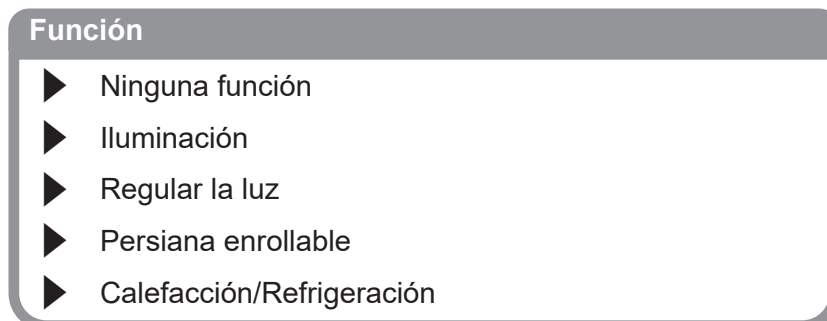 Función
Ninguna función
Iluminación
Regular la luz
Persiana enrollable
Calefacción/Refrigeración